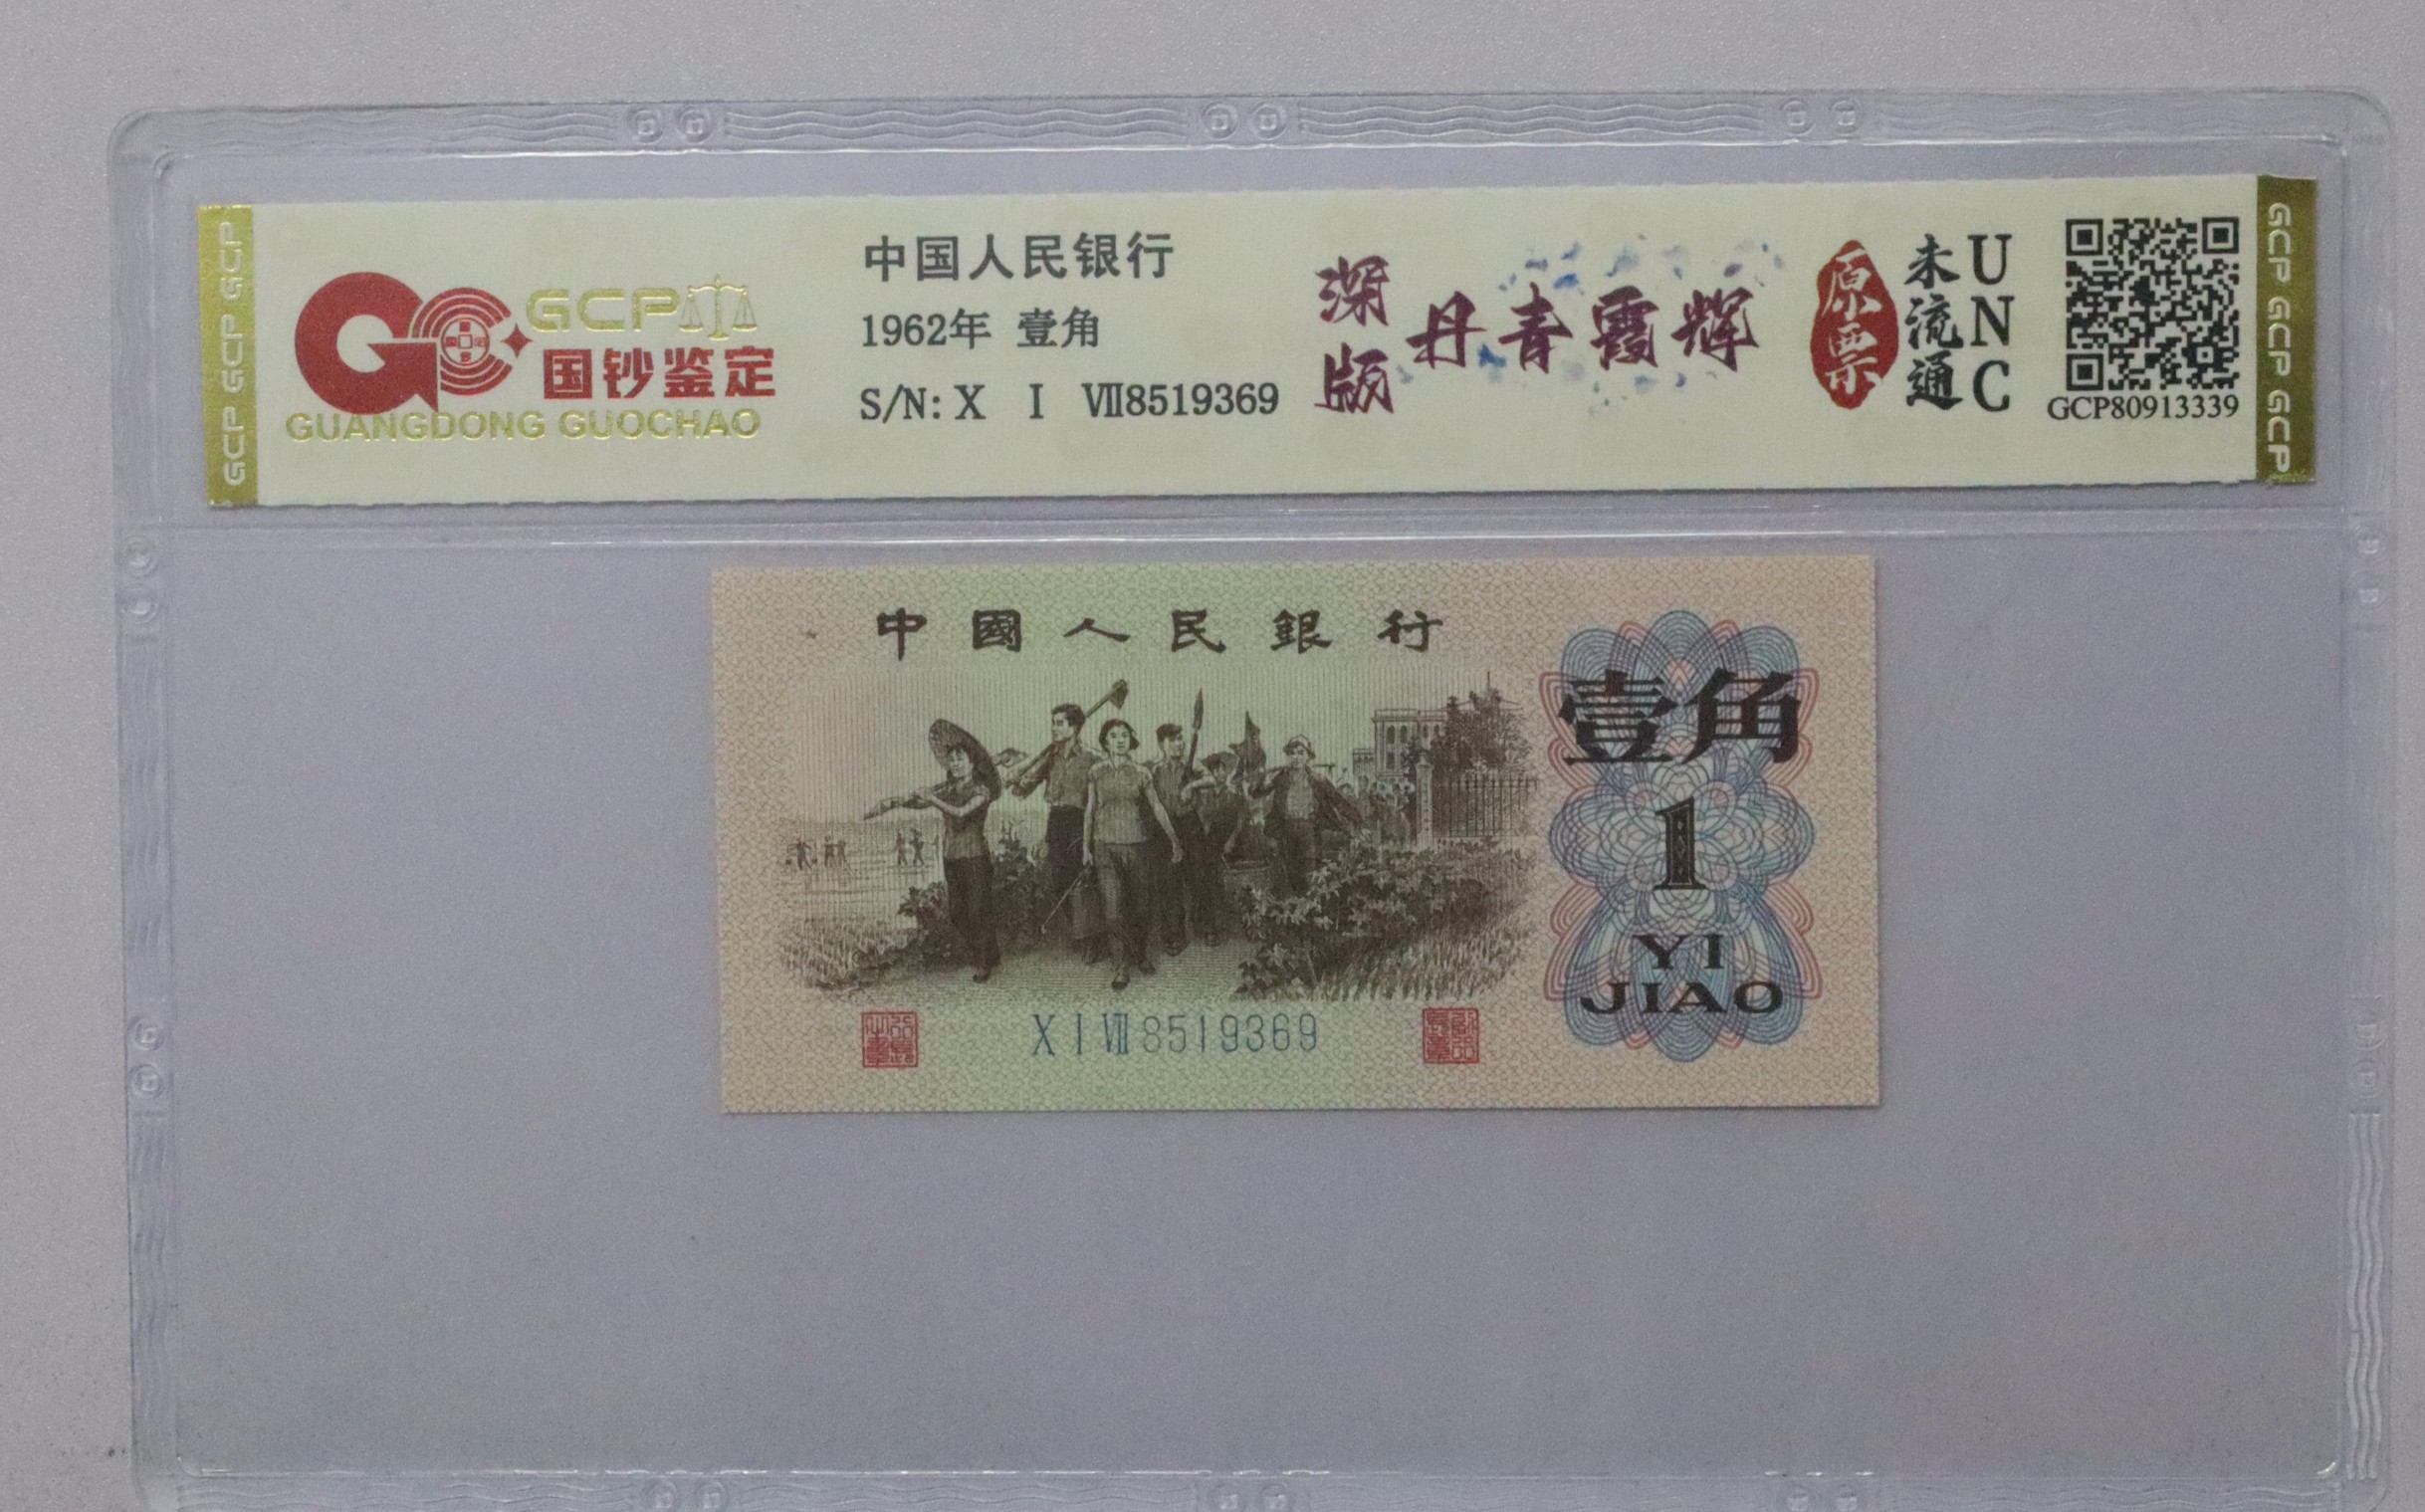 GCP GCP GCP
GCP
国钞鉴定
GUANGDONG GUOCHAO
中国人民银行
1962年 壹角
S/N: X I Ⅶ8519369
深版
丹青霞辉
原票
未流通
UNC
GCP80913339
GCP GCP GCP
中國人民銀行
壹角
1
YI
JIAO
X I Ⅶ 8519369